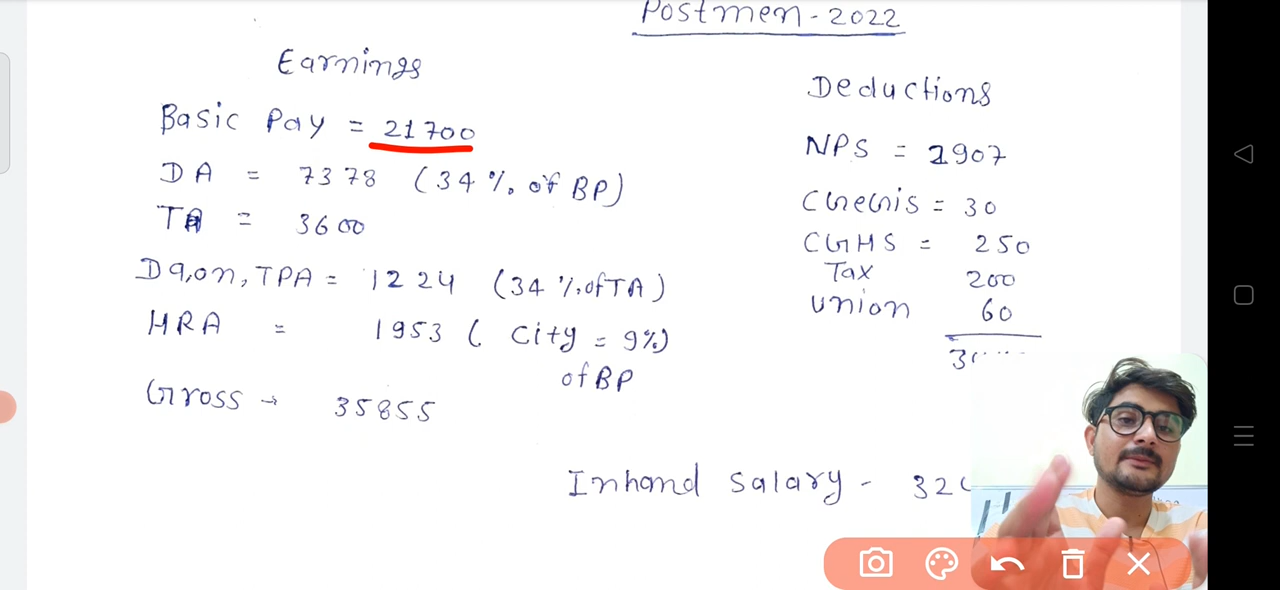 Postmen - 2022
Earnings
Basic Pay = 21700
DA = 7378 (34 % of BP)
TA = 3600
Da, on, TPA = 1224 (34 % of TA)
HRA = 1953 ( City = 9%)
of BP
Gross → 35855
Deductions
NPS = 2907
CGeGis = 30
CGHS = 250
Tax 200
Union 60
Inhand Salary -